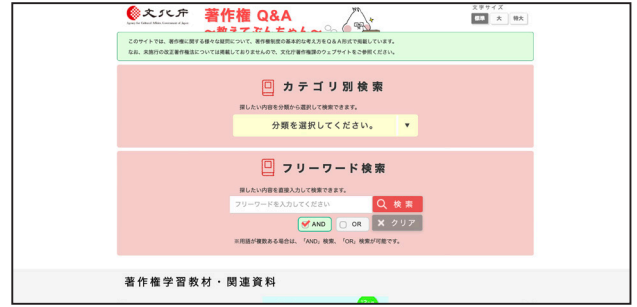 文化庁
著作権 Q&A
～教えてぶんちゃん～
文字サイズ
標準 大 特大
このサイトでは、著作権に関する様々な疑問について、著作権制度の基本的な考え方をQ&A形式で掲載しています。
なお、未施行の改正著作権法については掲載しておりませんので、文化庁著作権課のウェブサイトをご参照ください。
カテゴリ別検索
探したい内容を分類から選択して検索できます。
分類を選択してください。 ▼
フリーワード検索
探したい内容を直接入力して検索できます。
フリーワードを入力してください 検索
AND OR クリア
※用語が複数ある場合は、「AND」検索、「OR」検索が可能です。
著作権学習教材・関連資料